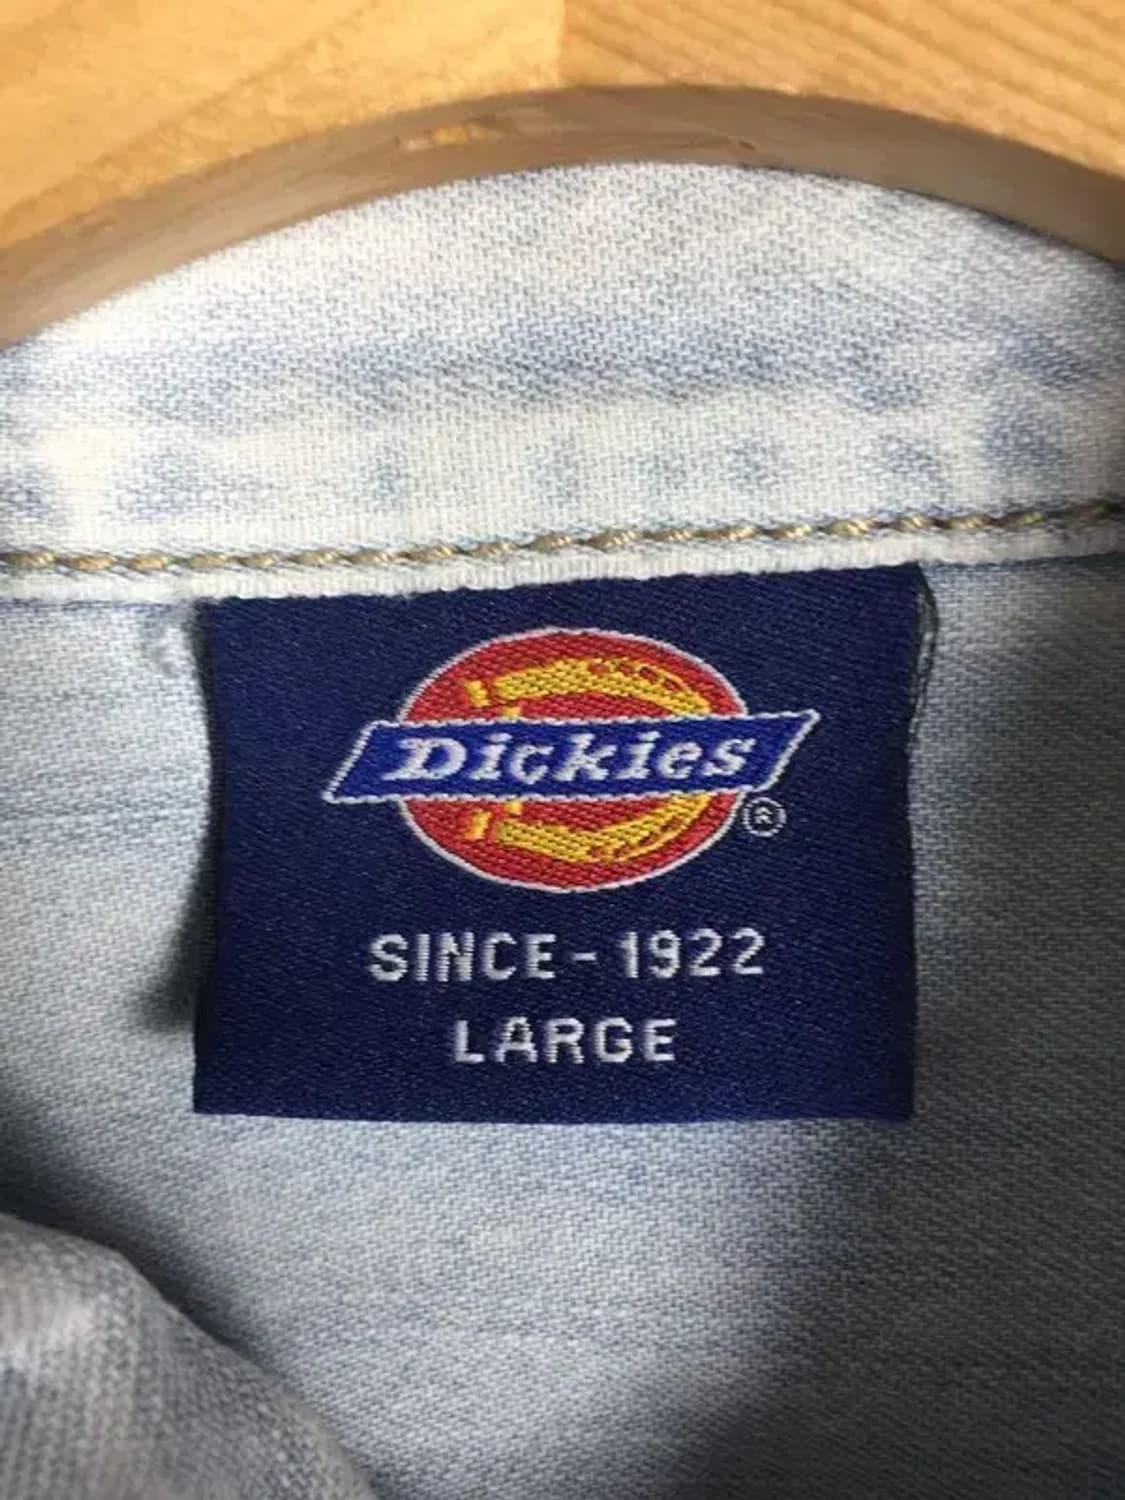 Dickies
®
SINCE-1922
LARGE